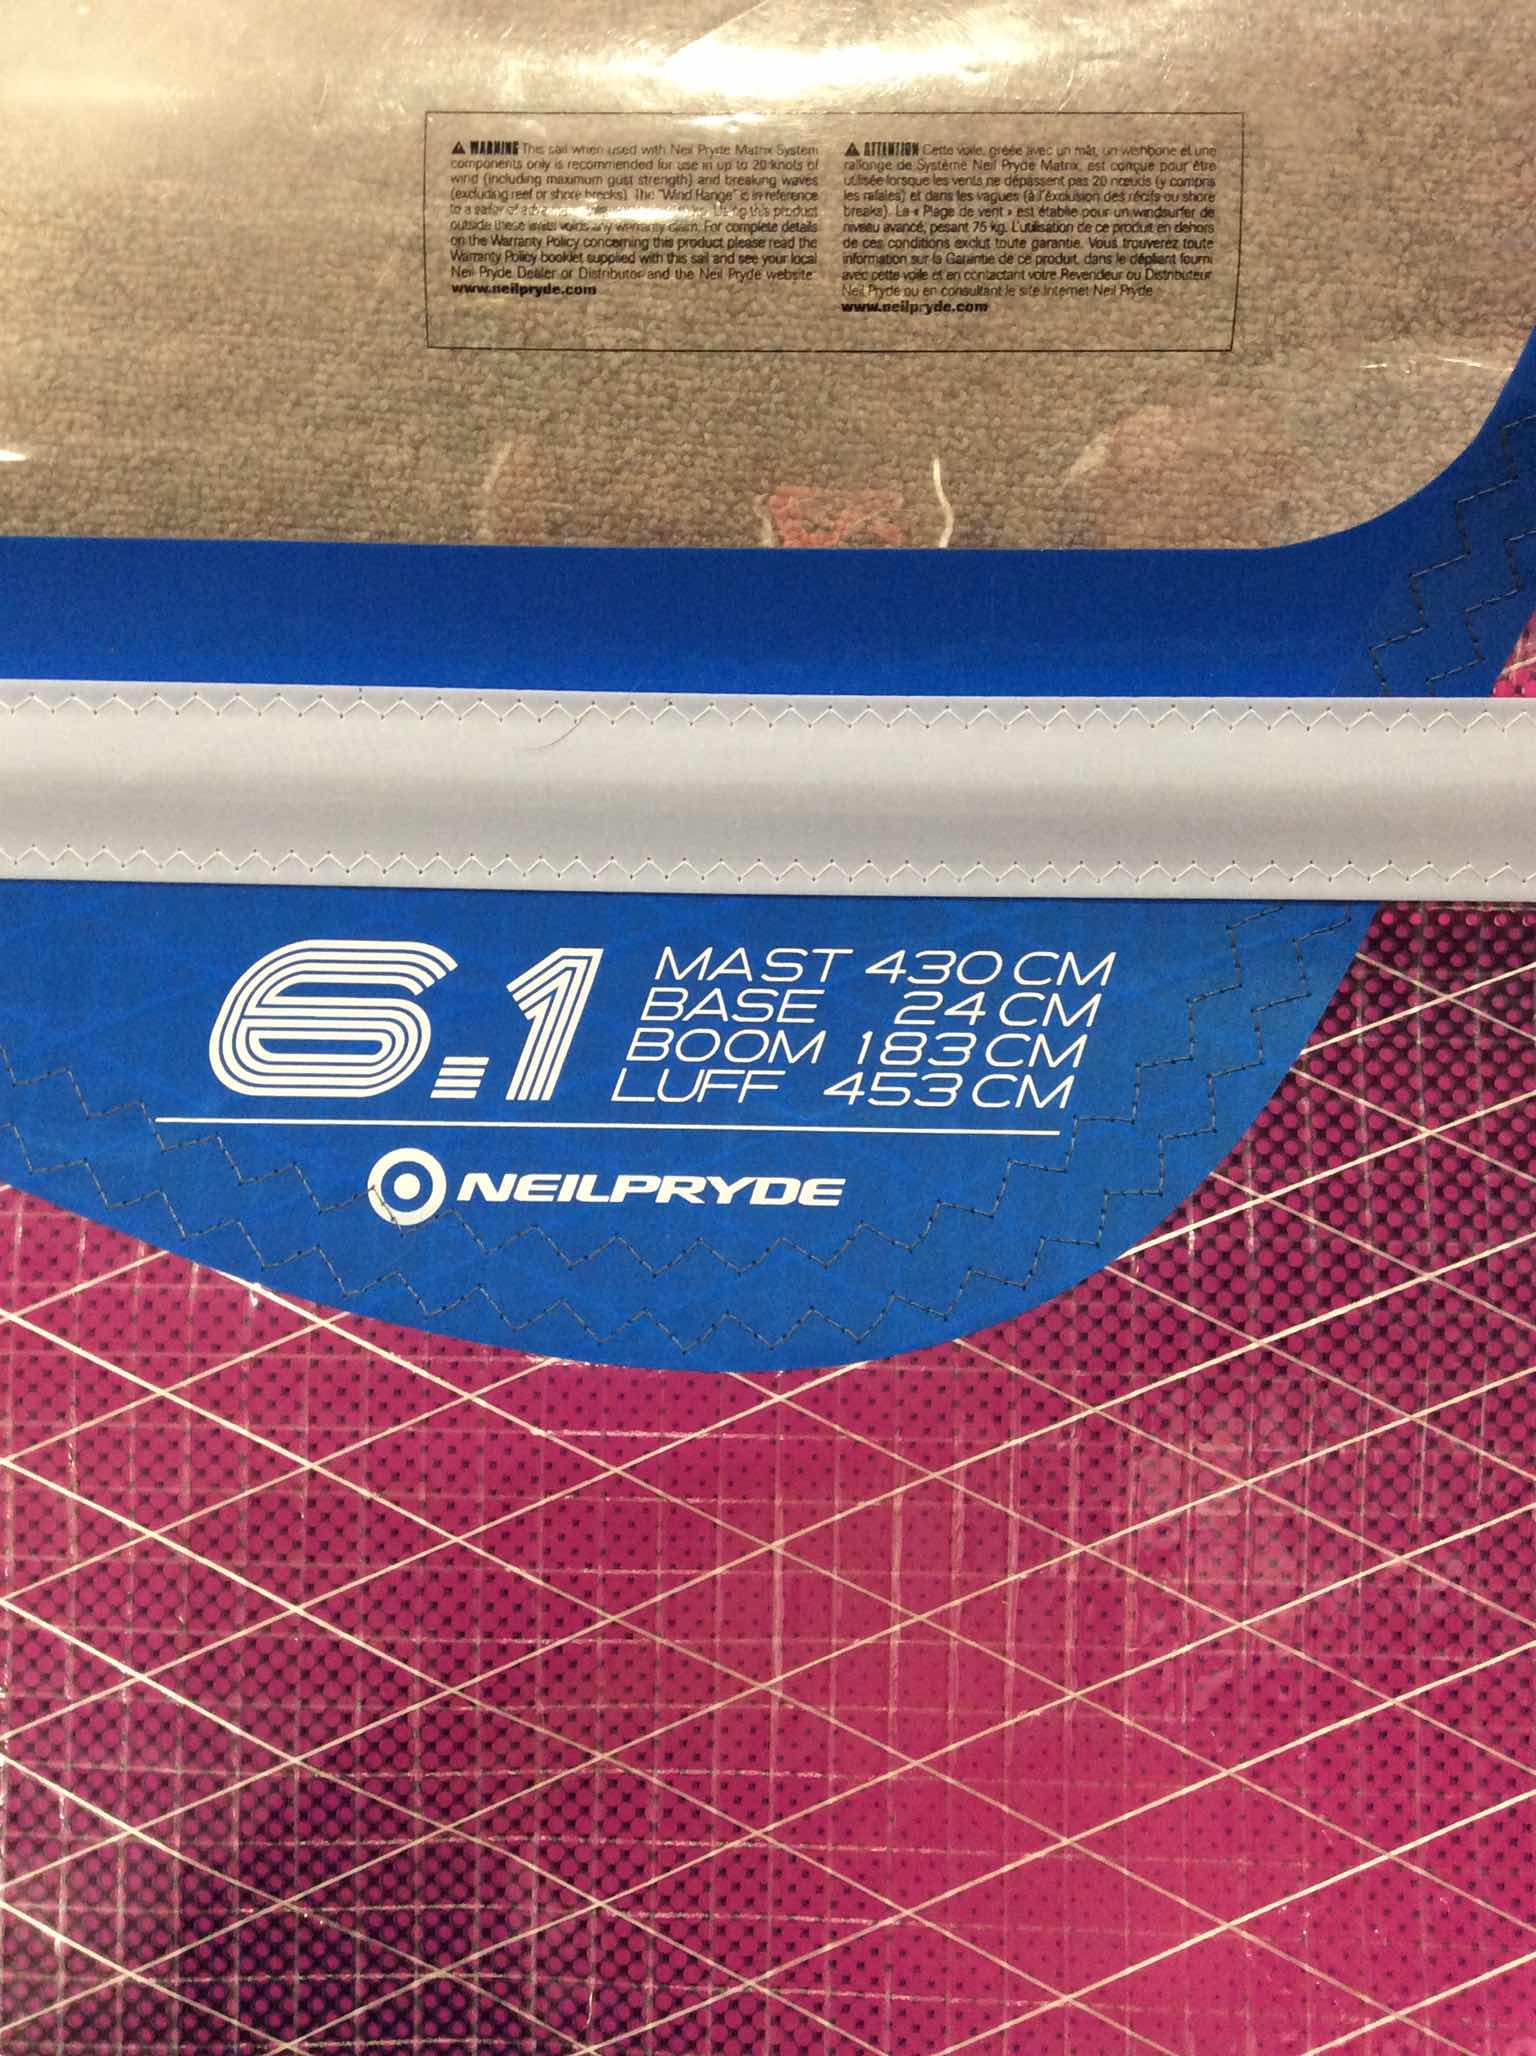 ⚠ WARNING This sail when used with Neil Pryde Matrix System
components only is recommended for use in up to 20 knots of
wind (including maximum gust strength) and breaking waves
(excluding reef or shore breaks). The "Wind Range" is in reference
to a sailor of Using this product
outside these limits voids any warranty claim. For complete details
on the Warranty Policy concerning this product please read the
Warranty Policy booklet supplied with this sail and see your local
Neil Pryde Dealer or Distributor and the Neil Pryde website
www.neilpryde.com
⚠ ATTENTION Cette voile, gréée avec un mât, un wishbone et une
rallonge de Système Neil Pryde Matrix, est conçue pour être
utilisée lorsque les vents ne dépassent pas 20 nœuds (y compris
les rafales) et dans les vagues (à l'éxclusion des récifs ou shore
breaks). La « Plage de vent » est établie pour un windsurfer de
niveau avancé, pesant 75 kg. L'utilisation de ce produit en dehors
de ces conditions exclut toute garantie. Vous trouverez toute
information sur la Garantie de ce produit, dans le dépliant fourni
avec cette voile et en contactant votre Revendeur ou Distributeur
Neil Pryde ou en consultant le site Internet Neil Pryde
www.neilpryde.com
6.1
MAST 430 CM
BASE 24 CM
BOOM 183 CM
LUFF 453 CM
NEILPRYDE